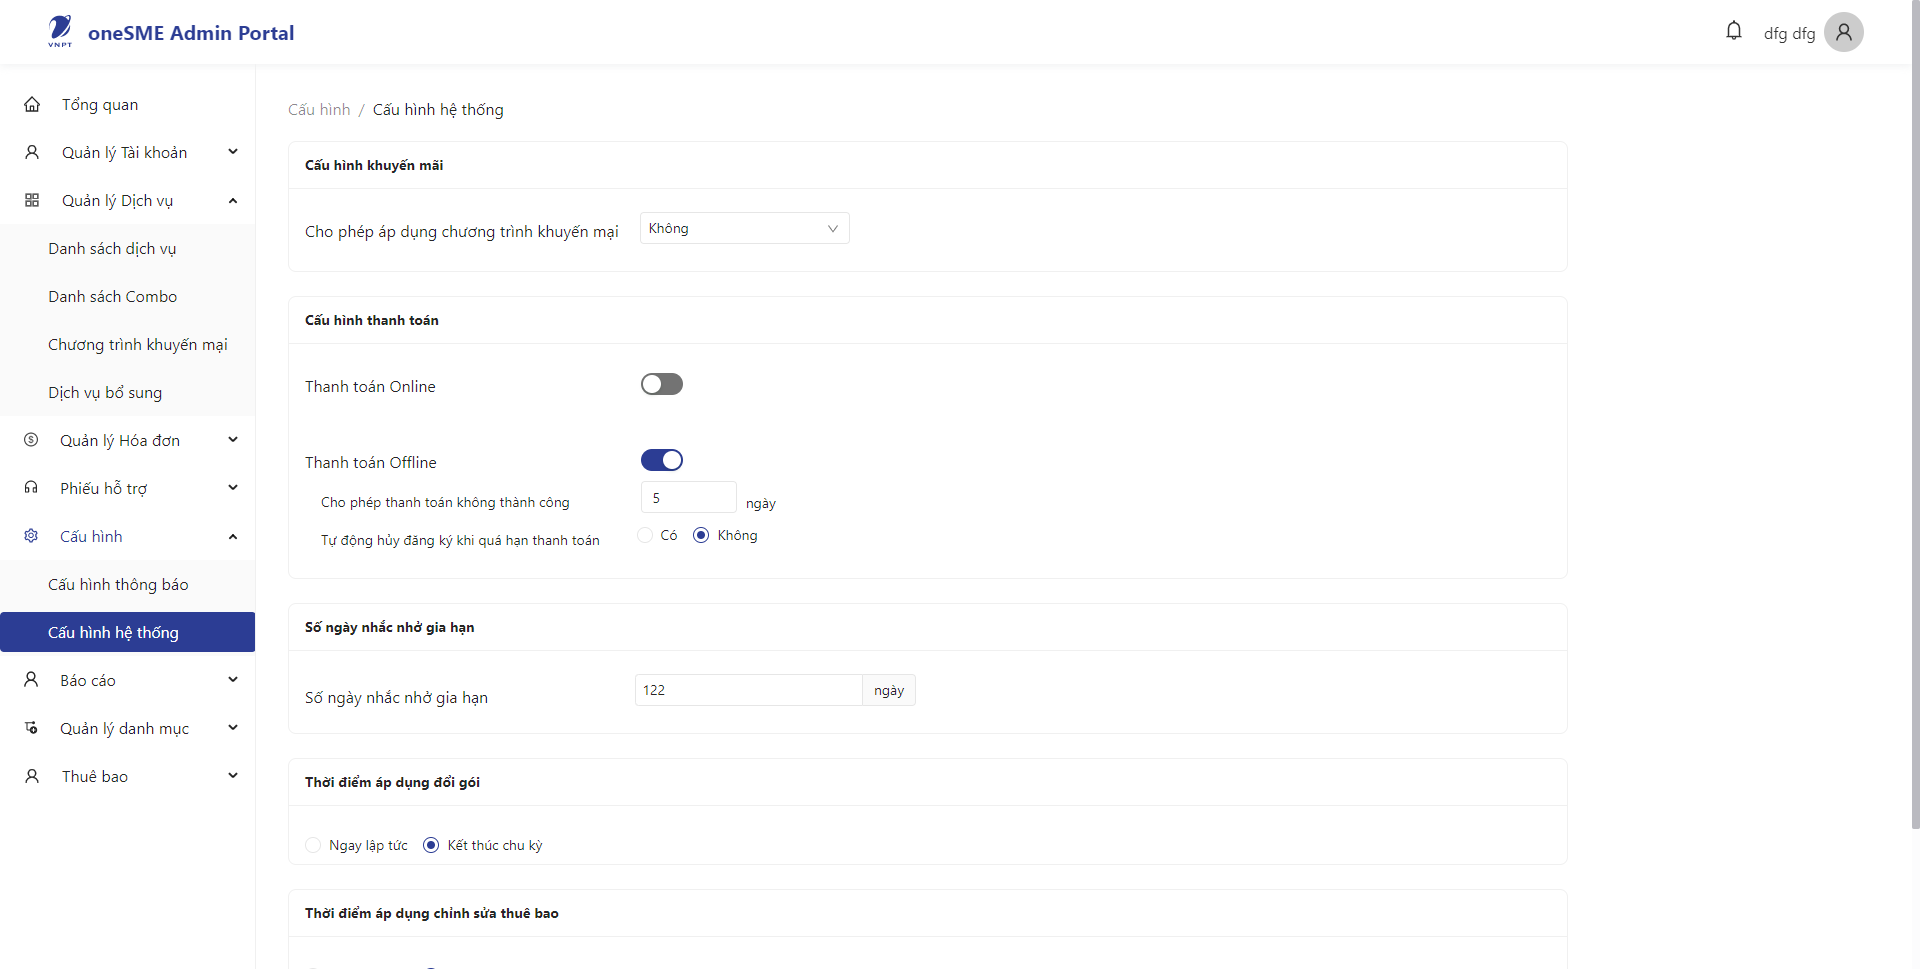 VNPT
oneSME Admin Portal
dfg dfg
Tổng quan
Quản lý Tài khoản
Quản lý Dịch vụ
Danh sách dịch vụ
Danh sách Combo
Chương trình khuyến mại
Dịch vụ bổ sung
Quản lý Hóa đơn
Phiếu hỗ trợ
Cấu hình
Cấu hình thông báo
Cấu hình hệ thống
Báo cáo
Quản lý danh mục
Thuê bao
Cấu hình / Cấu hình hệ thống
Cấu hình khuyến mãi
Cho phép áp dụng chương trình khuyến mại Không
Cấu hình thanh toán
Thanh toán Online
Thanh toán Offline
Cho phép thanh toán không thành công 5 ngày
Tự động hủy đăng ký khi quá hạn thanh toán Có Không
Số ngày nhắc nhở gia hạn
Số ngày nhắc nhở gia hạn 122 ngày
Thời điểm áp dụng đổi gói
Ngay lập tức Kết thúc chu kỳ
Thời điểm áp dụng chỉnh sửa thuê bao